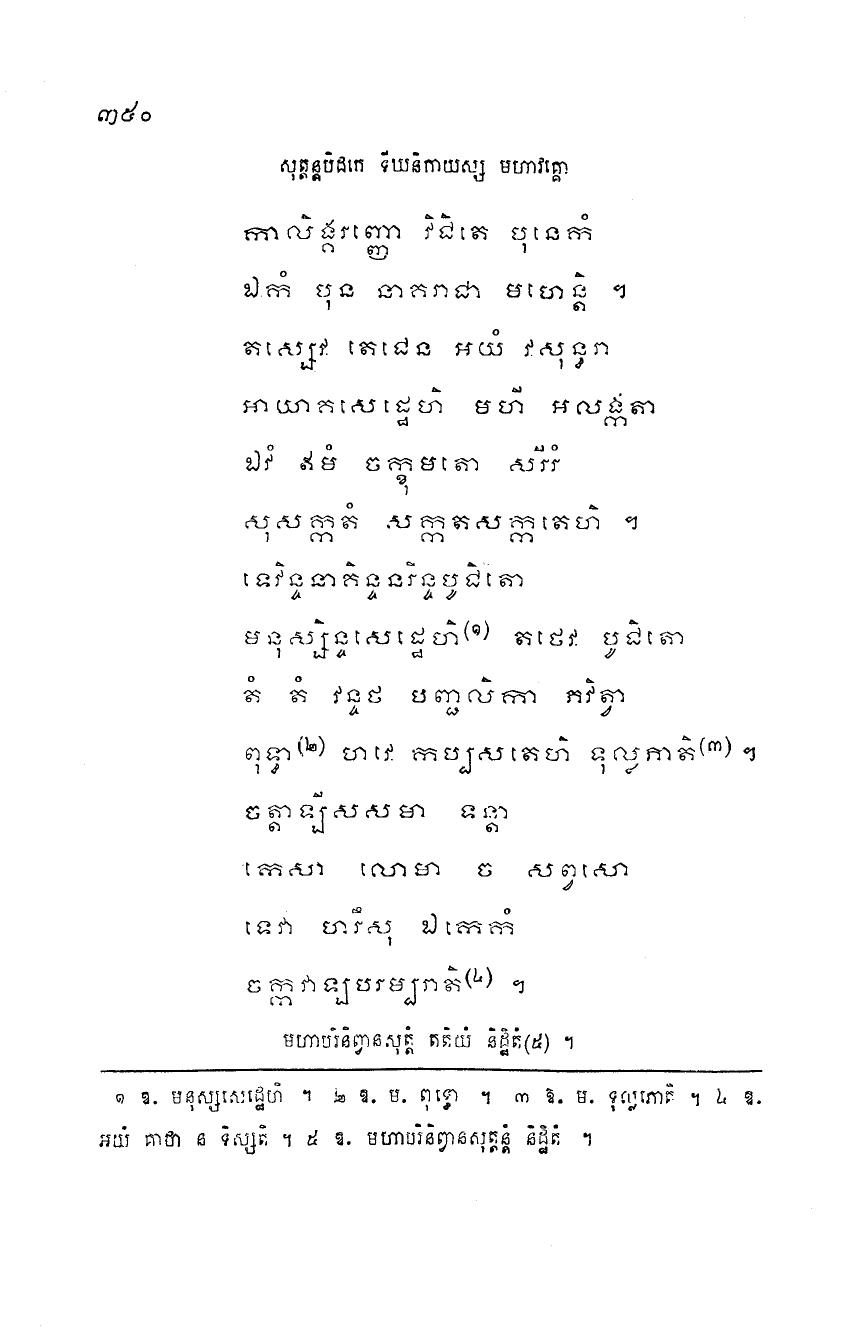 ៣៥០
សុត្តន្តបិដកេ ទីឃនិកាយស្ស មហាវគ្គោ
កាលិង្គរញ្ញោ វិជិតេ បុនេកំ
ឯកំ បុន នាគរាជា មហេន្តិ ។
តស្សេវ តេជេន អយំ វសុន្ធរា
អាយាគសេដ្ឋេហិ មហី អលង្កតា
ឯវំ ឥមំ ចក្ខុមតោ សរីរំ
សុសក្កតំ សក្កតសក្កតេហិ ។
ទេវិន្ទនាគិន្ទនរិន្ទបូជិតោ
មនុស្សិន្ទសេដ្ឋេហិ(១) តថេវ បូជិតោ
តំ តំ វន្ទថ បញ្ជលិកា ភវិត្វា
ពុទ្ធា(២) ហវេ កប្បសតេហិ ទុល្លភាតិ(៣) ។
ចត្តាឡីសសមា ទន្តា
កេសា លោមា ច សព្វសោ
ទេវា ហរឹសុ ឯកេកំ
ចក្កវាឡបរម្បរាតិ(៤) ។
មហាបរិនិព្វានសុត្តំ តតិយំ និដ្ឋិតំ(៥) ។
១ ឱ. មនុស្សសេដ្ឋេហិ ។ ២ ឱ. ម. ពុទ្ធោ ។ ៣ ឱ. ម. ទុល្លភោតិ ។ ៤ ឱ.
អយំ គាថា ន ទិស្សតិ ។ ៥ ឱ. មហាបរិនិព្វានសុត្តន្តំ និដ្ឋិតំ ។